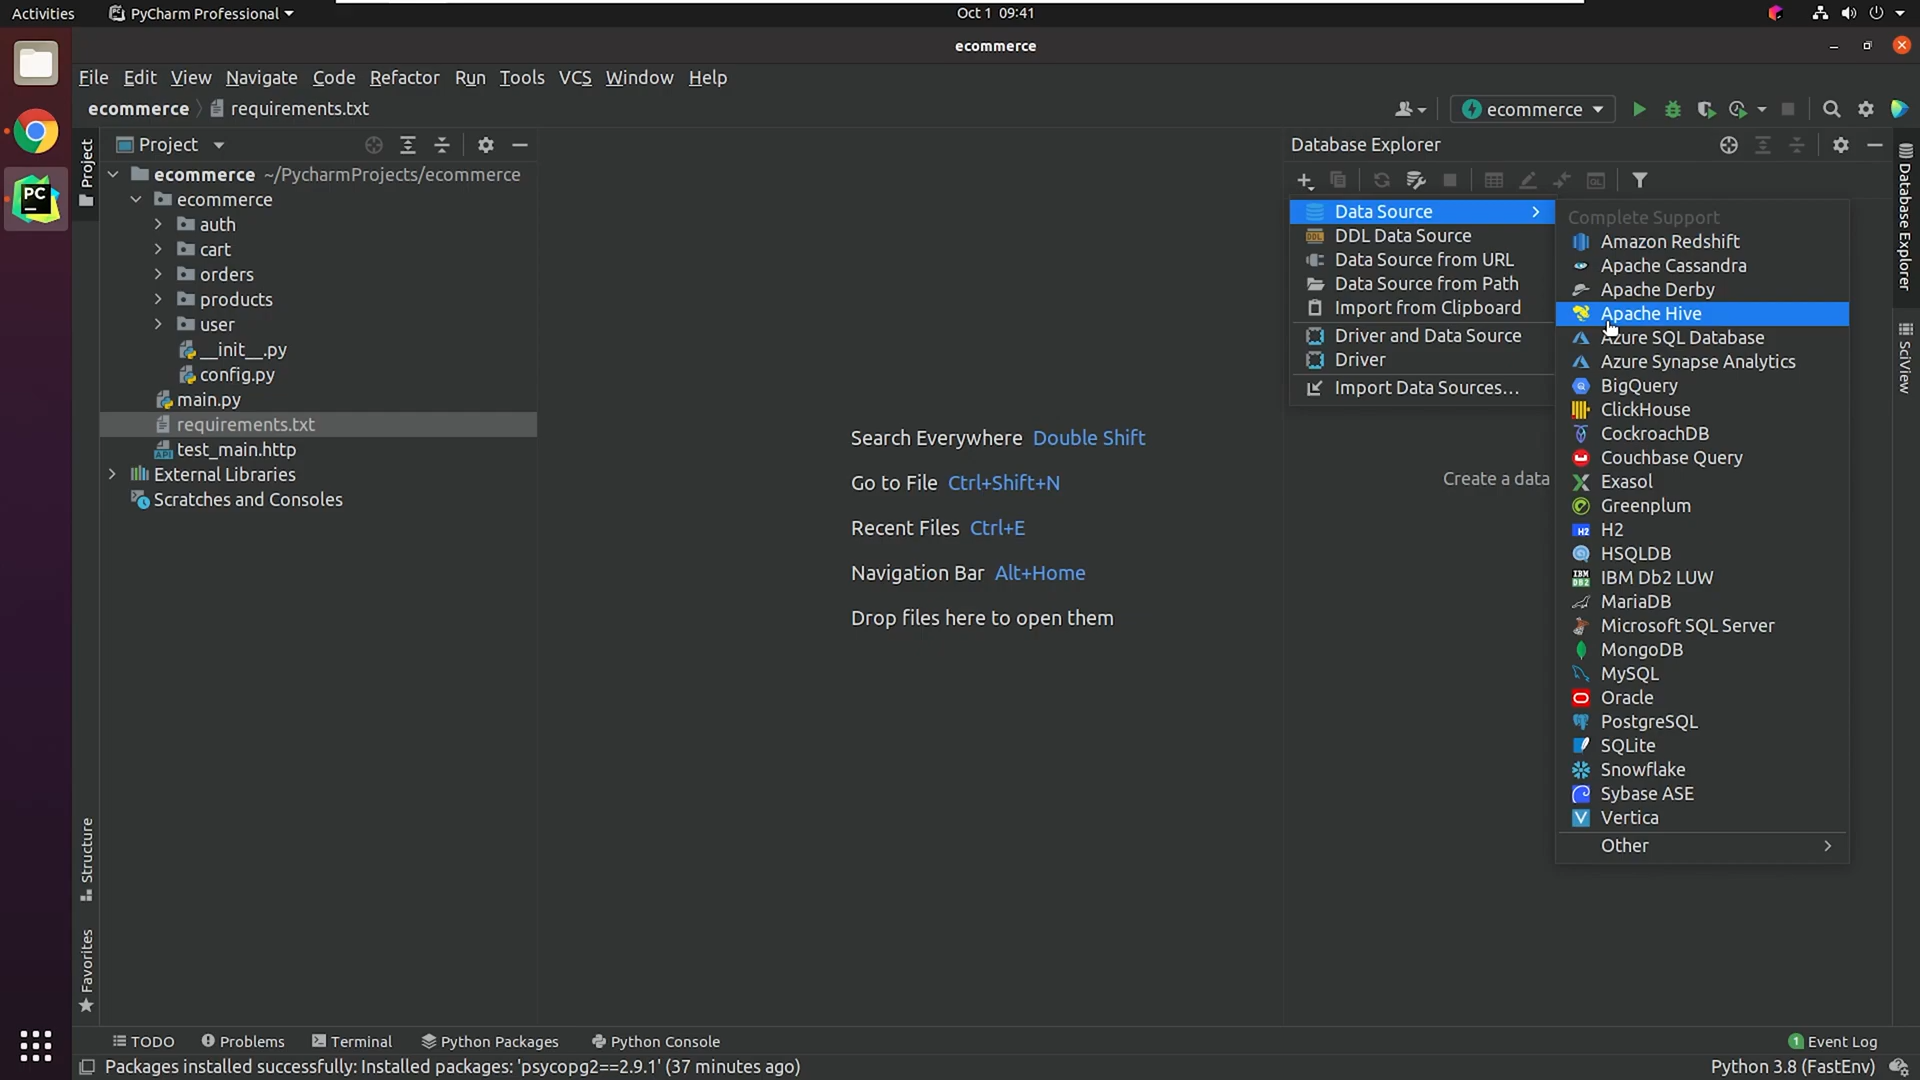 Activities
PyCharm Professional
Oct 1 09:41
ecommerce
File Edit View Navigate Code Refactor Run Tools VCS Window Help
ecommerce requirements.txt
ecommerce
Project
Project
ecommerce ~/PycharmProjects/ecommerce
ecommerce
auth
cart
orders
products
user
__init__.py
config.py
main.py
requirements.txt
test_main.http
External Libraries
Scratches and Consoles
Structure
Favorites
Search Everywhere Double Shift
Go to File Ctrl+Shift+N
Recent Files Ctrl+E
Navigation Bar Alt+Home
Drop files here to open them
Database Explorer
Data Source
DDL Data Source
Data Source from URL
Data Source from Path
Import from Clipboard
Driver and Data Source
Driver
Import Data Sources...
Create a data
Complete Support
Amazon Redshift
Apache Cassandra
Apache Derby
Apache Hive
Azure SQL Database
Azure Synapse Analytics
BigQuery
ClickHouse
CockroachDB
Couchbase Query
Exasol
Greenplum
H2
HSQLDB
IBM Db2 LUW
MariaDB
Microsoft SQL Server
MongoDB
MySQL
Oracle
PostgreSQL
SQLite
Snowflake
Sybase ASE
Vertica
Other
Database Explorer
SciView
TODO Problems Terminal Python Packages Python Console
1 Event Log
Packages installed successfully: Installed packages: 'psycopg2==2.9.1' (37 minutes ago)
Python 3.8 (FastEnv)